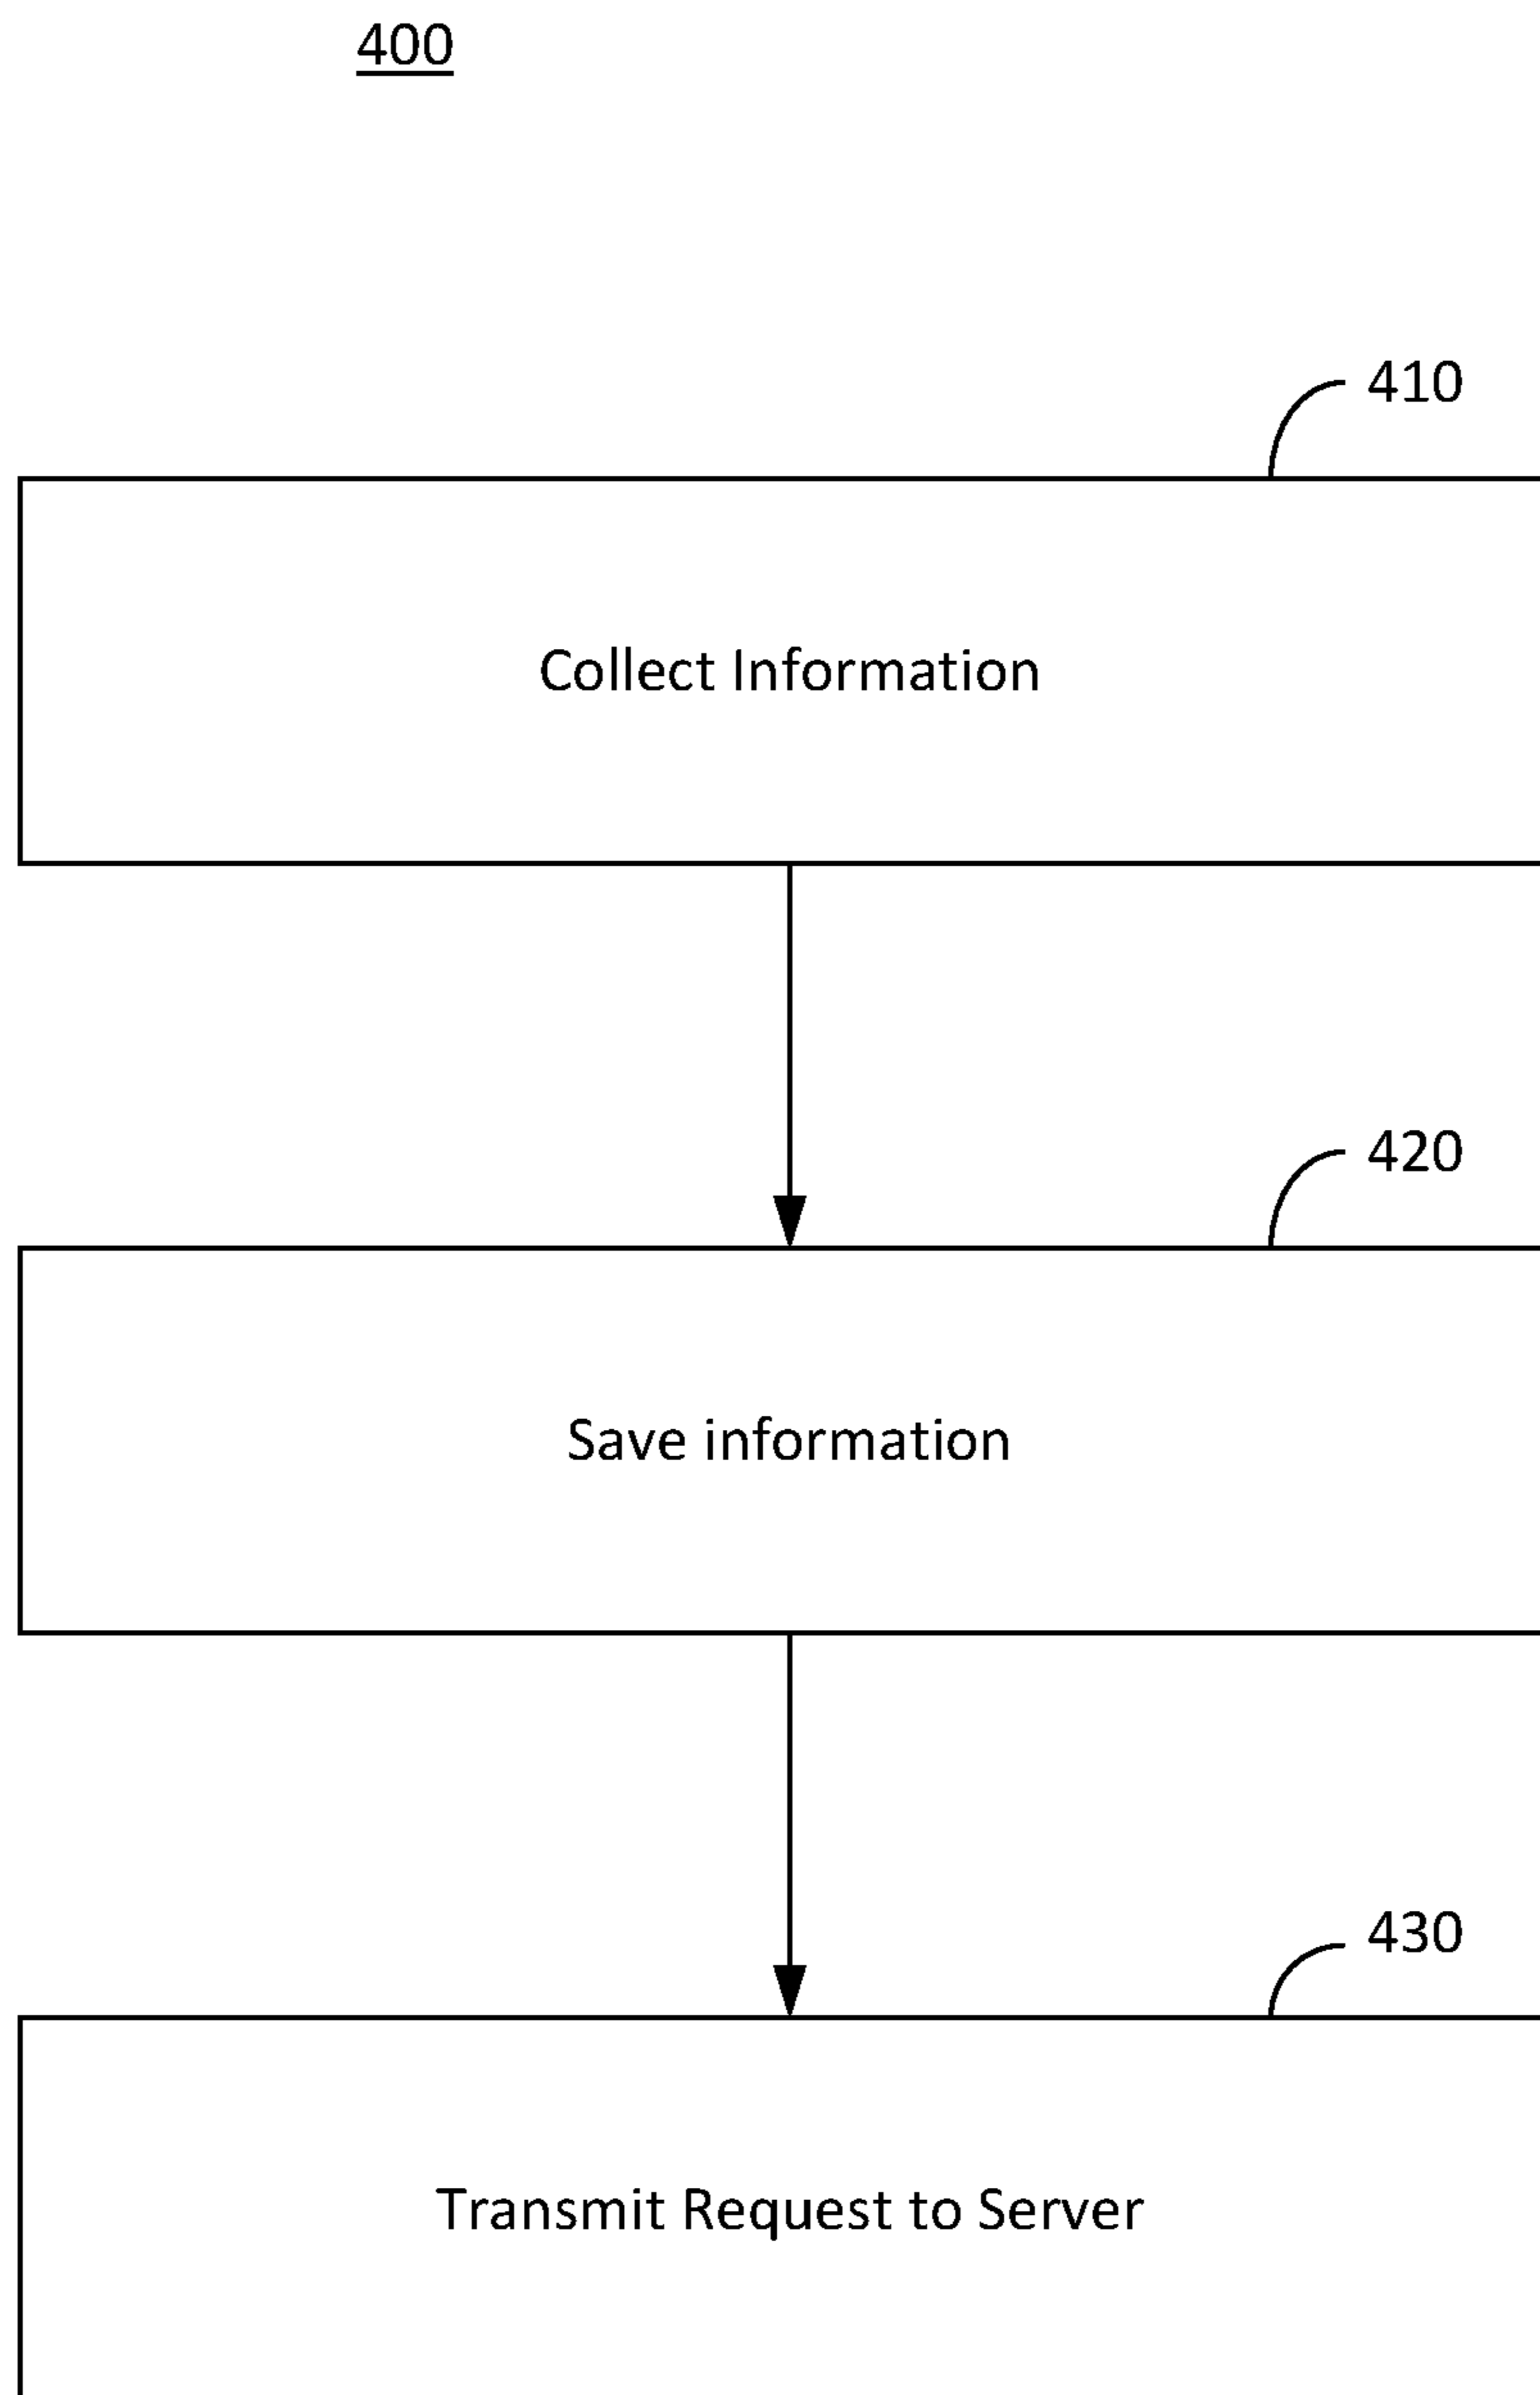 400
410
Collect Information
420
Save information
430
Transmit Request to Server